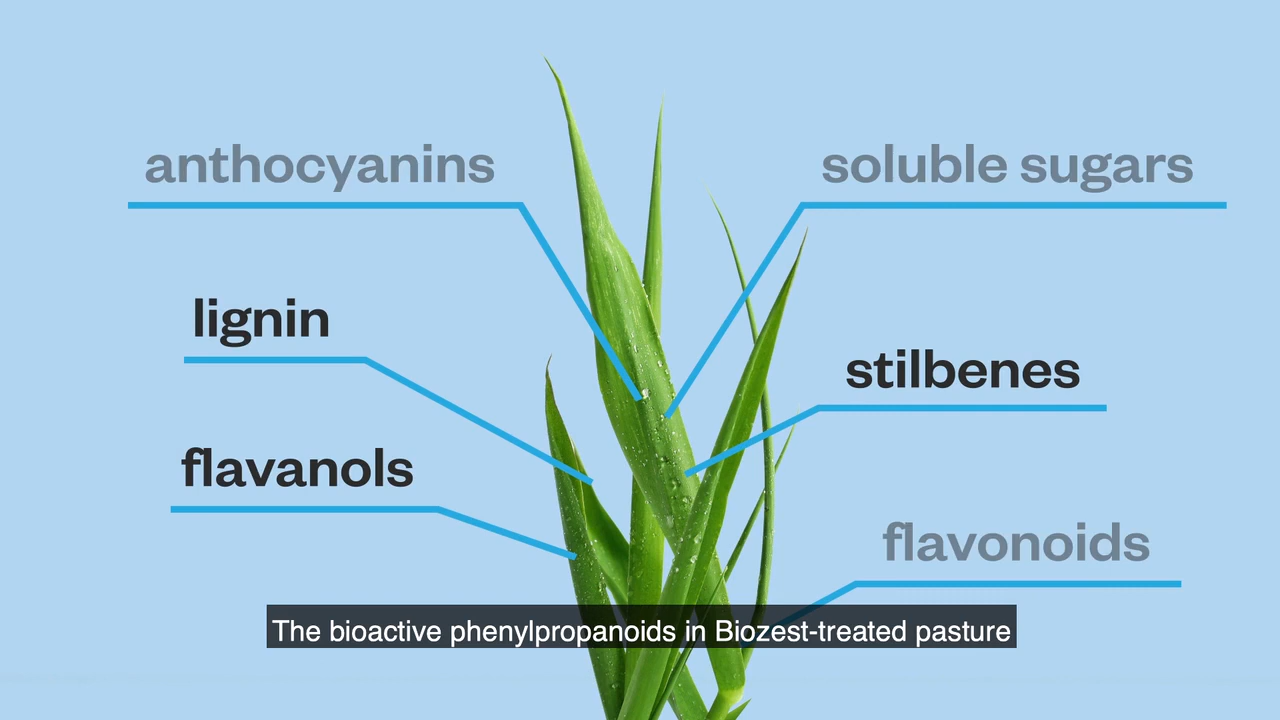 anthocyanins
soluble sugars
lignin
stilbenes
flavanols
flavonoids
The bioactive phenylpropanoids in Biozest-treated pasture